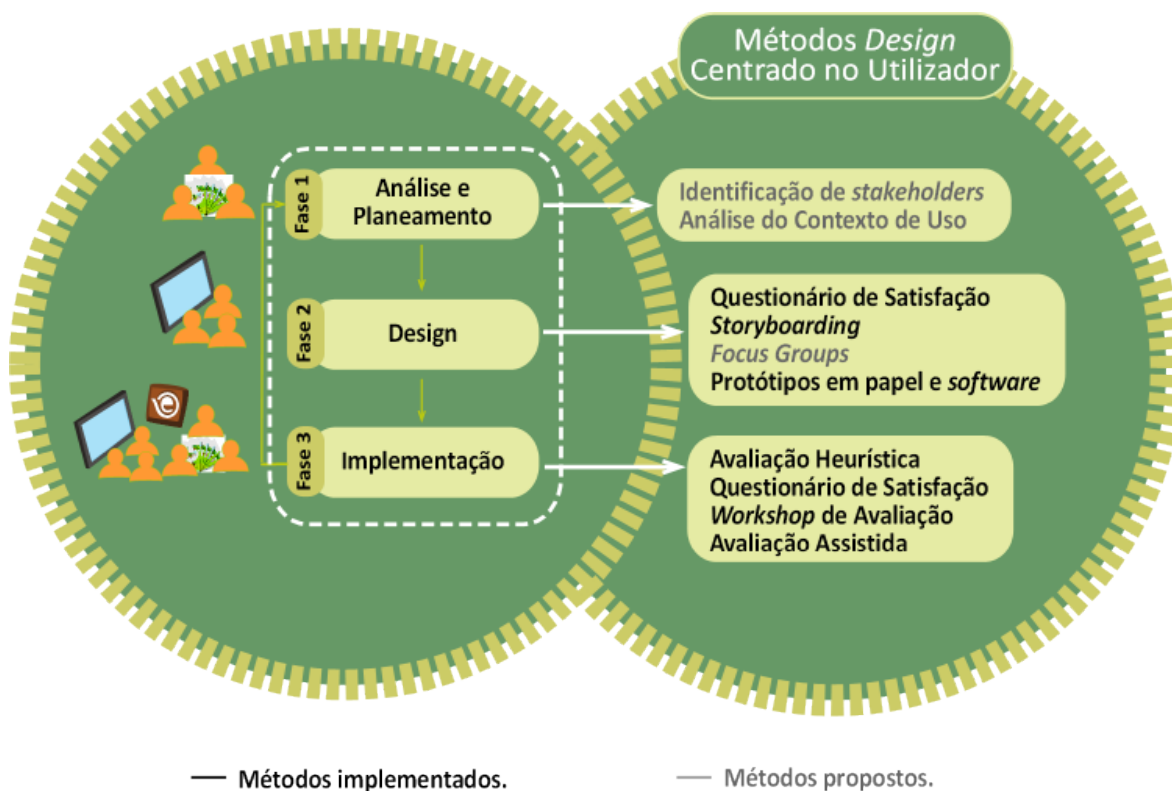 Métodos Design
Centrado no Utilizador
Fase 1
Análise e
Planeamento
Identificação de stakeholders
Análise do Contexto de Uso
Fase 2
Design
Questionário de Satisfação
Storyboarding
Focus Groups
Protótipos em papel e software
Fase 3
Implementação
Avaliação Heurística
Questionário de Satisfação
Workshop de Avaliação
Avaliação Assistida
Métodos implementados.
Métodos propostos.